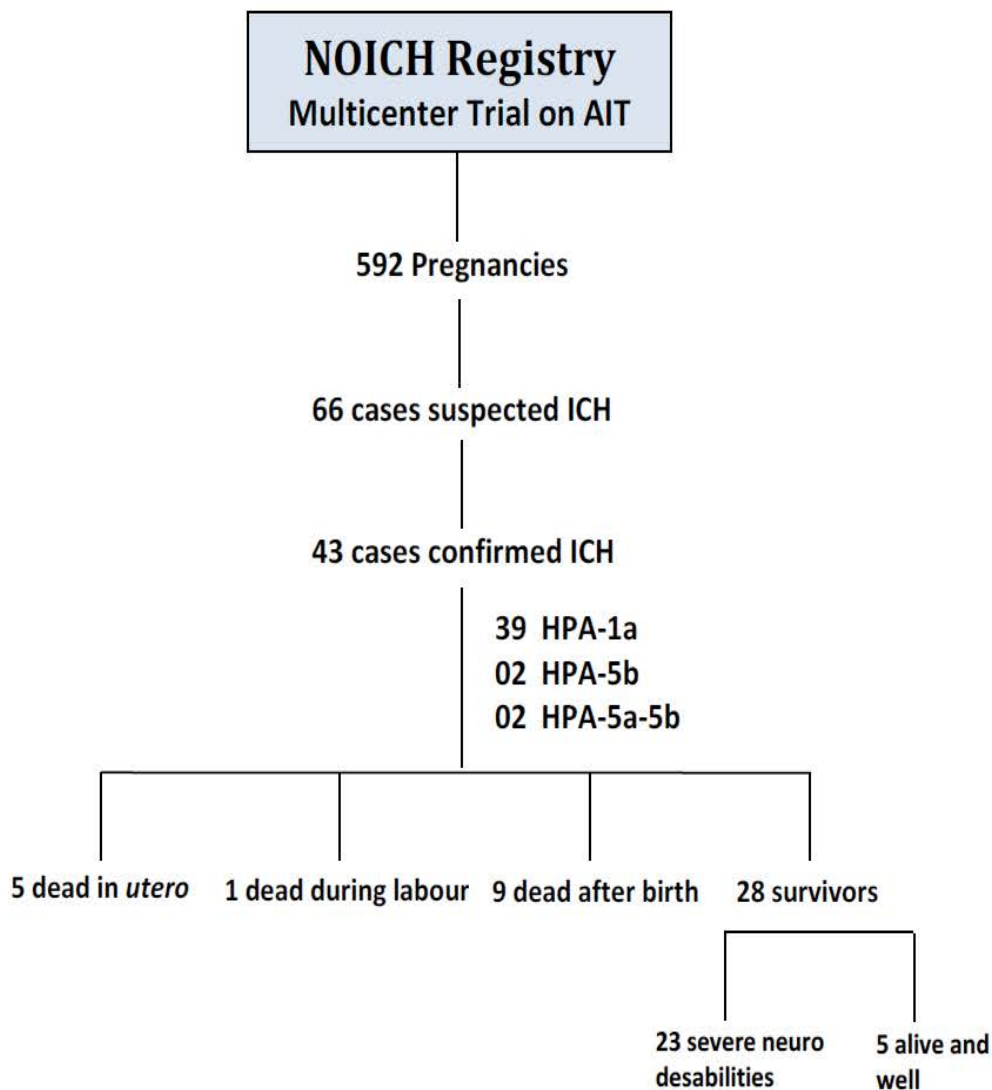 NOICH Registry
Multicenter Trial on AIT
592 Pregnancies
66 cases suspected ICH
43 cases confirmed ICH
39 HPA-1a
02 HPA-5b
02 HPA-5a-5b
5 dead in utero
1 dead during labour
9 dead after birth
28 survivors
23 severe neuro
desabilities
5 alive and
well